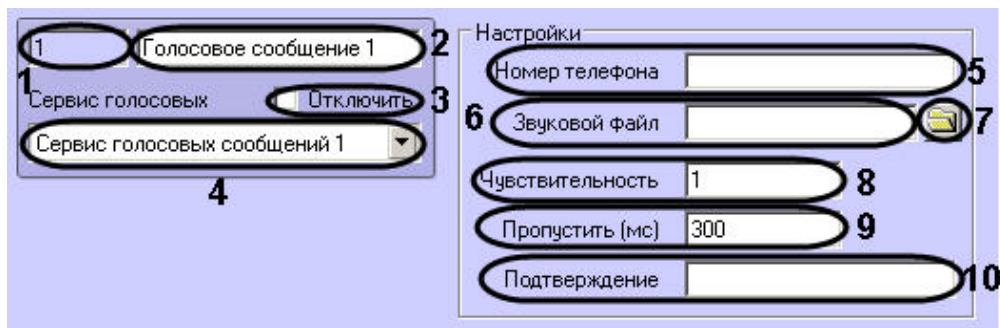 1 Голосовое сообщение 1 2
1
Сервис голосовых Отключить 3
Сервис голосовых сообщений 1
4
Настройки
Номер телефона 5
6 Звуковой файл 7
Чувствительность 1 8
Пропустить (мс) 300 9
Подтверждение 10